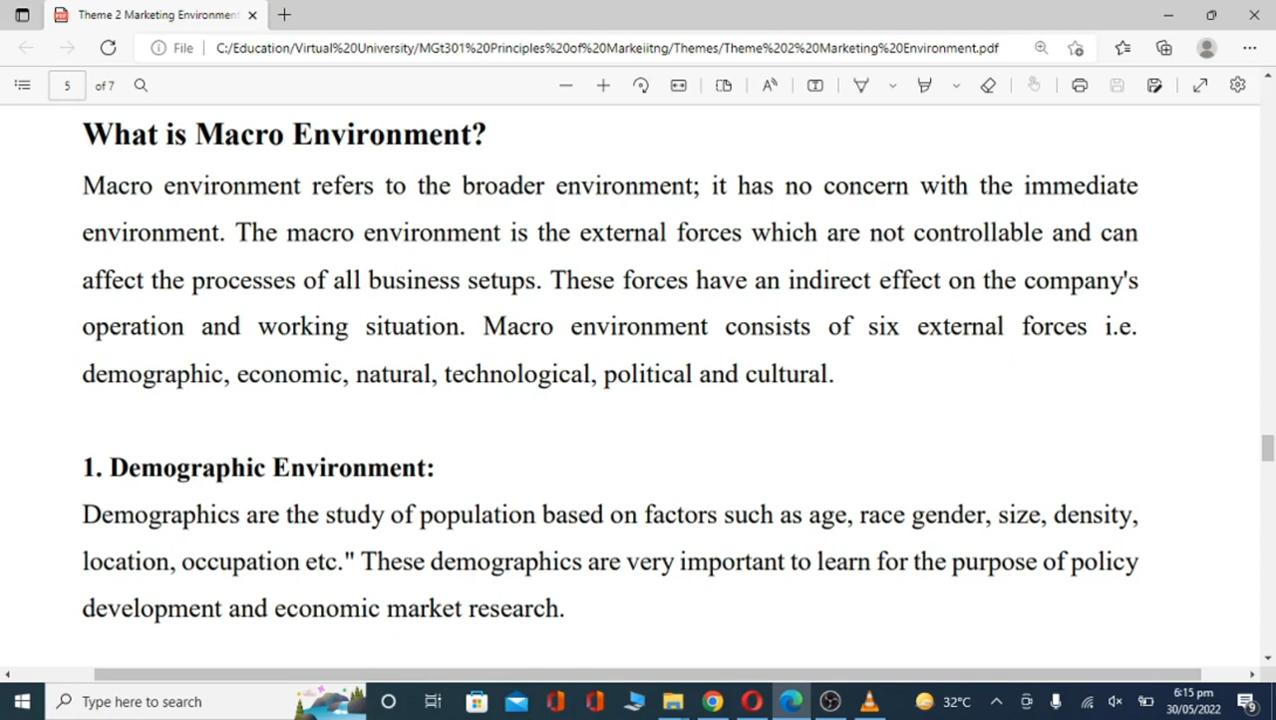 Theme 2 Marketing Environment
File
C:/Education/Virtual%20University/MGt301%20Principles%20of%20Markeiitng/Themes/Theme%202%20Marketing%20Environment.pdf
5 of 7
What is Macro Environment?
Macro environment refers to the broader environment; it has no concern with the immediate
environment. The macro environment is the external forces which are not controllable and can
affect the processes of all business setups. These forces have an indirect effect on the company's
operation and working situation. Macro environment consists of six external forces i.e.
demographic, economic, natural, technological, political and cultural.
1. Demographic Environment:
Demographics are the study of population based on factors such as age, race gender, size, density,
location, occupation etc." These demographics are very important to learn for the purpose of policy
development and economic market research.
Type here to search
32°C
6:15 pm
30/05/2022
9